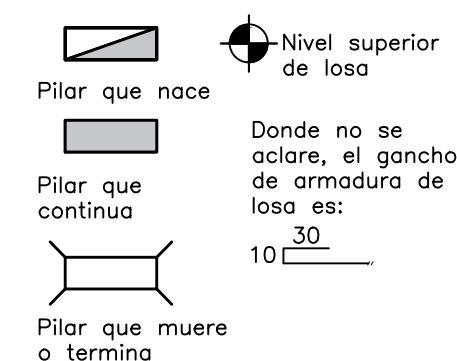 Pilar que nace
Pilar que
continua
Pilar que muere
o termina
Nivel superior
de losa
Donde no se
aclare, el gancho
de armadura de
losa es:
30
10